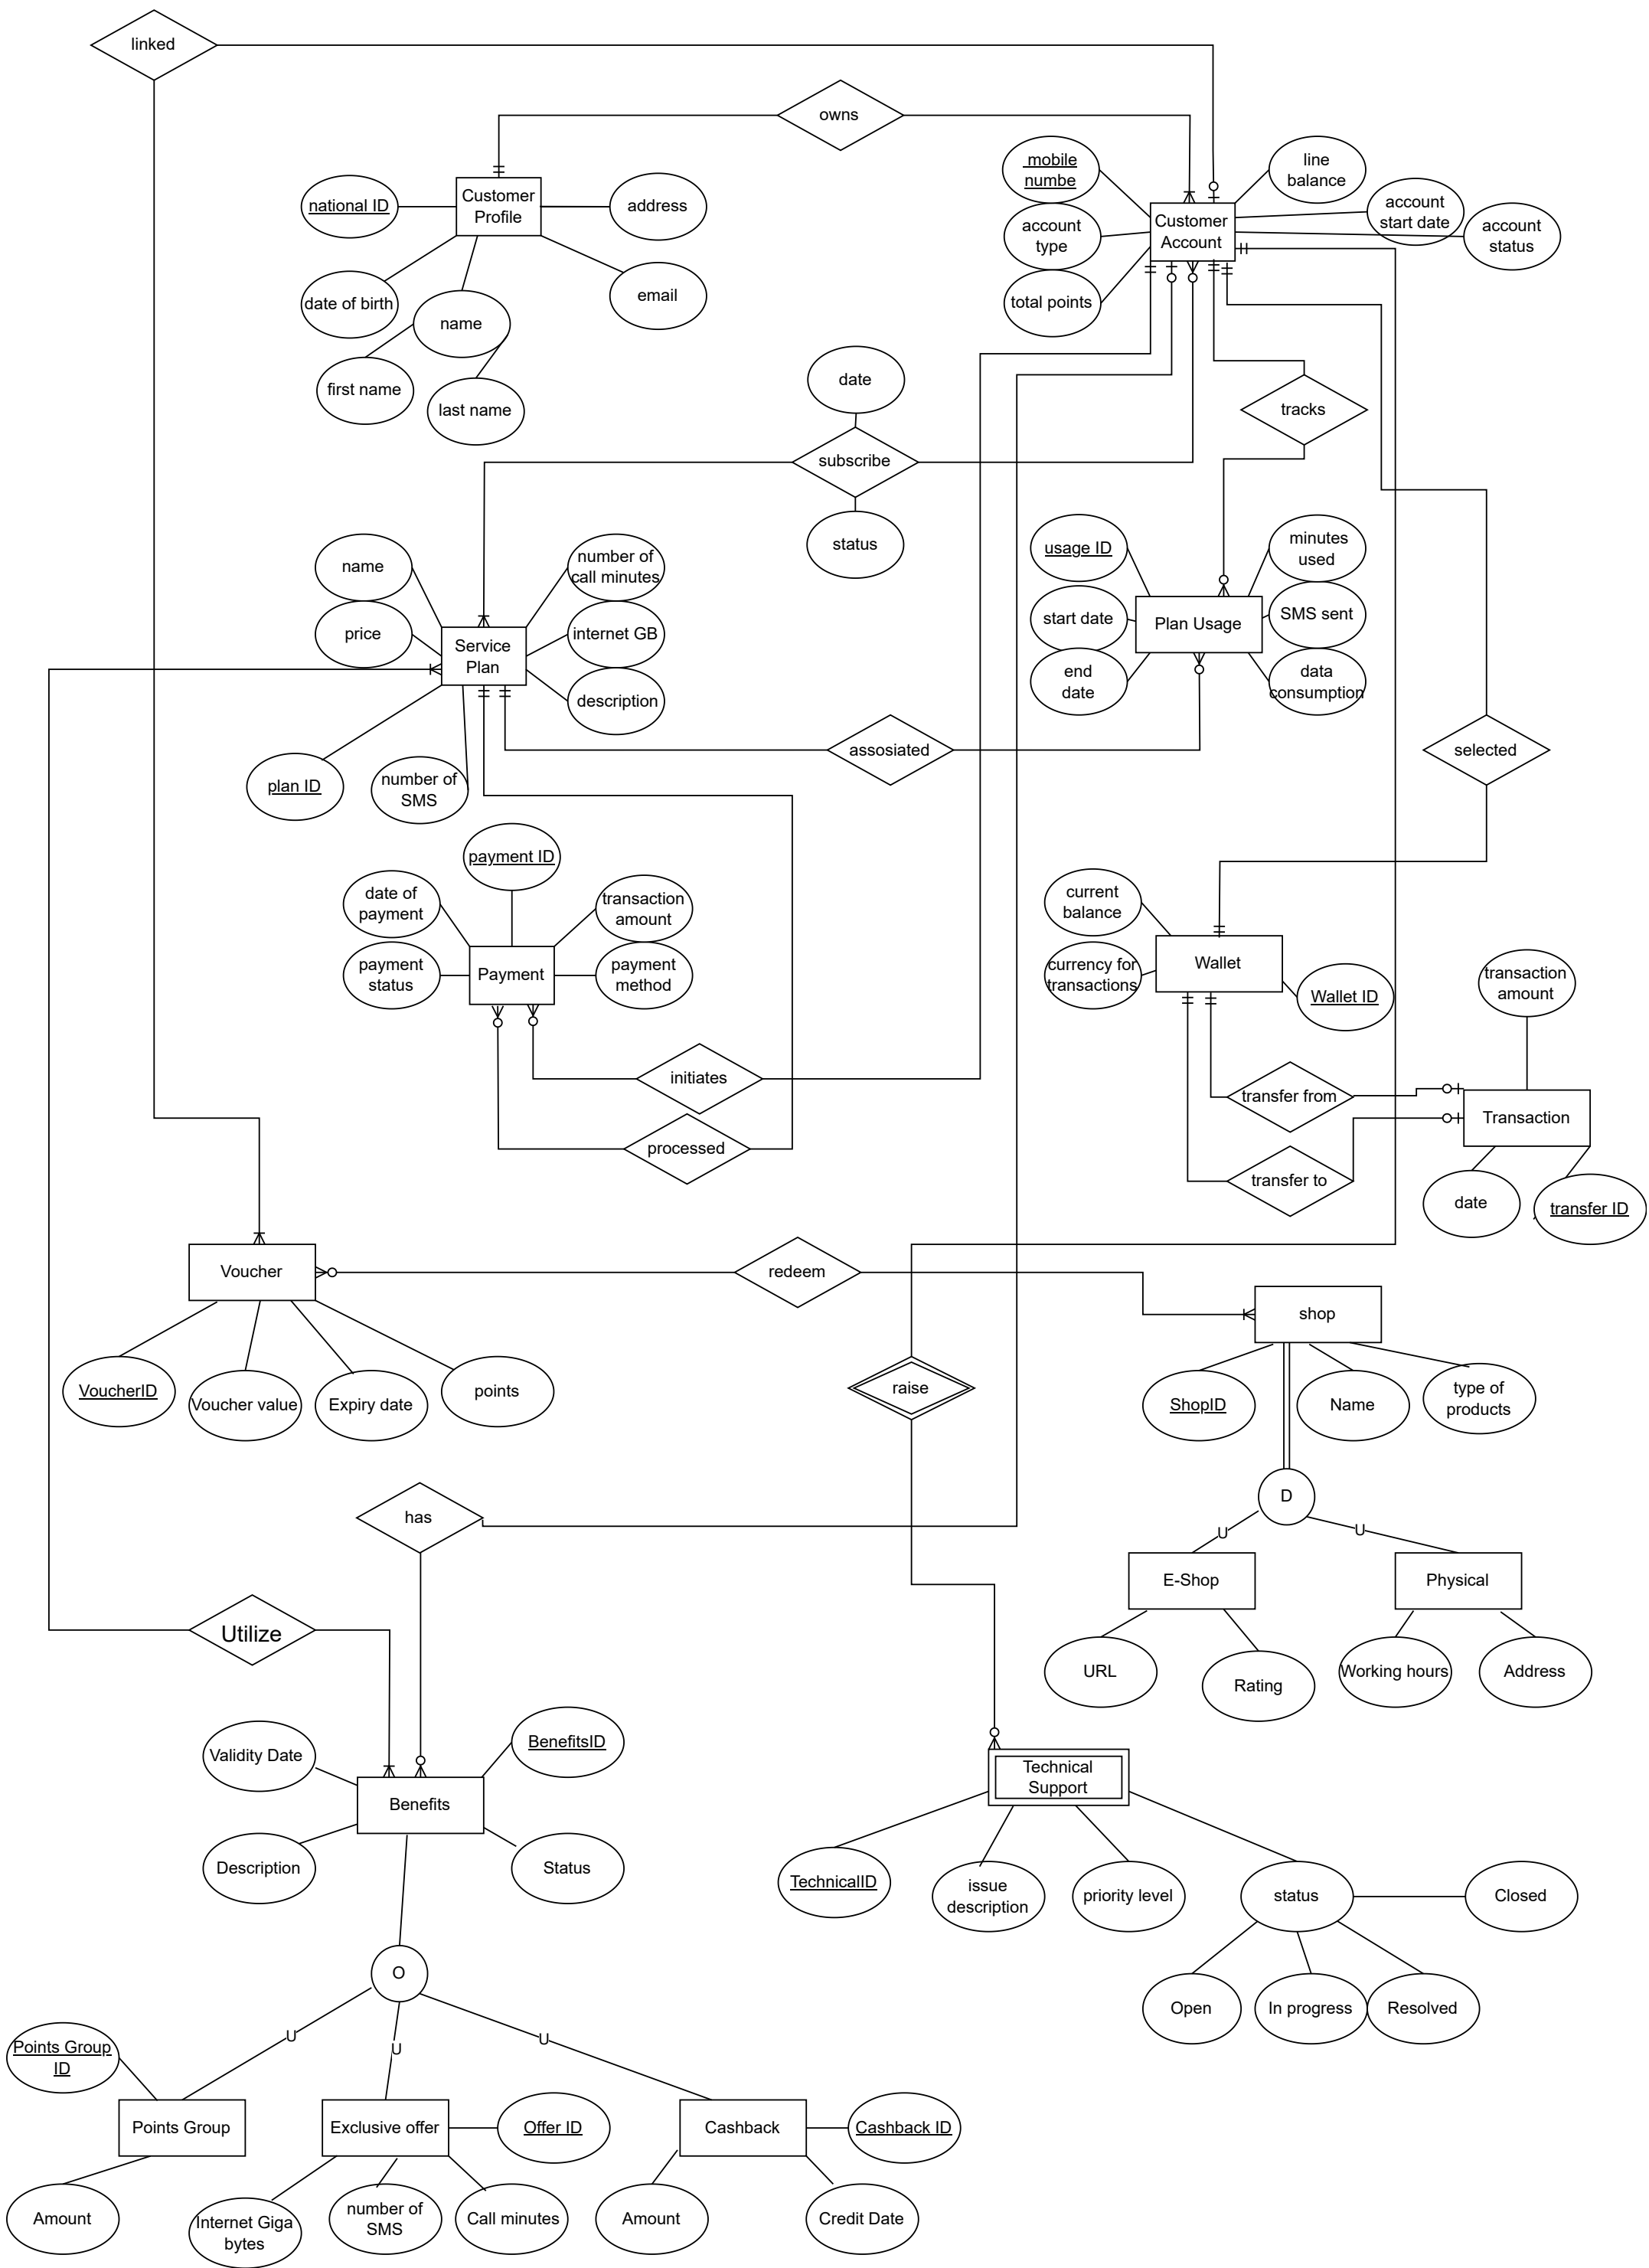 linked
owns
mobile
numbe
line
balance
account
start date
account
status
account
type
total points
Customer
Account
Customer
Profile
national ID
address
date of birth
name
email
first name
last name
date
subscribe
status
tracks
name
price
number of
call minutes
internet GB
description
Service
Plan
plan ID
number of
SMS
usage ID
start date
end
date
Plan Usage
minutes
used
SMS sent
data
consumption
assosiated
selected
payment ID
date of
payment
transaction
amount
payment
status
Payment
payment
method
current
balance
currency for
transactions
Wallet
Wallet ID
transaction
amount
initiates
processed
transfer from
transfer to
Transaction
date
transfer ID
Voucher
redeem
shop
VoucherID
Voucher value
Expiry date
points
raise
ShopID
Name
type of
products
D
U
U
has
E-Shop
Physical
Utilize
URL
Rating
Working hours
Address
Validity Date
BenefitsID
Benefits
Description
Status
Technical
Support
TechnicalID
issue
description
priority level
status
Closed
Open
In progress
Resolved
O
U
U
U
Points Group
ID
Points Group
Exclusive offer
Offer ID
Cashback
Cashback ID
Amount
Internet Giga
bytes
number of
SMS
Call minutes
Amount
Credit Date